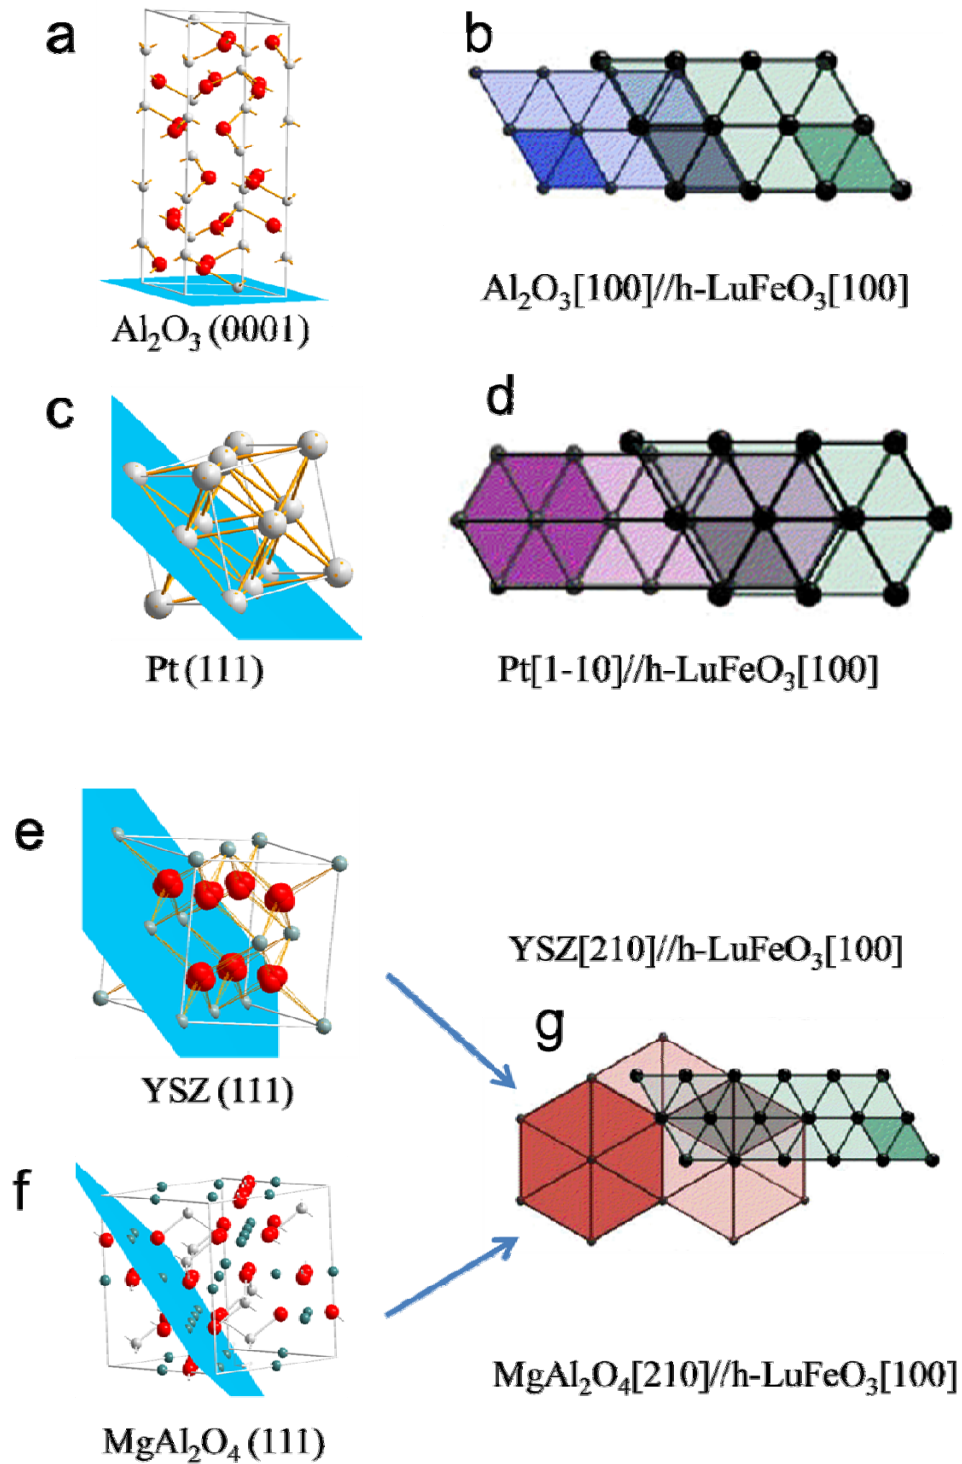 a
b
Al₂O₃ (0001)
Al₂O₃[100]//h-LuFeO₃[100]
c
d
Pt (111)
Pt[1-10]//h-LuFeO₃[100]
e
YSZ (111)
YSZ[210]//h-LuFeO₃[100]
g
f
MgAl₂O₄ (111)
MgAl₂O₄[210]//h-LuFeO₃[100]